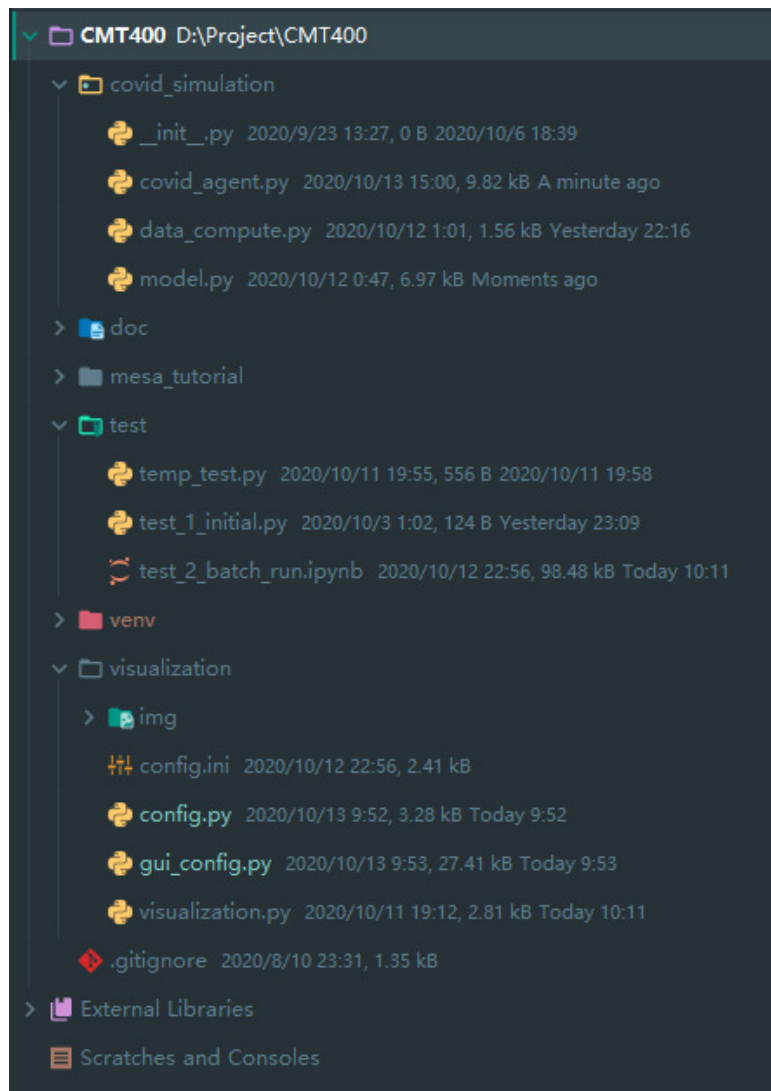 CMT400 D:\Project\CMT400
covid_simulation
__init__.py 2020/9/23 13:27, 0 B 2020/10/6 18:39
covid_agent.py 2020/10/13 15:00, 9.82 kB A minute ago
data_compute.py 2020/10/12 1:01, 1.56 kB Yesterday 22:16
model.py 2020/10/12 0:47, 6.97 kB Moments ago
doc
mesa_tutorial
test
temp_test.py 2020/10/11 19:55, 556 B 2020/10/11 19:58
test_1_initial.py 2020/10/3 1:02, 124 B Yesterday 23:09
test_2_batch_run.ipynb 2020/10/12 22:56, 98.48 kB Today 10:11
venv
visualization
img
config.ini 2020/10/12 22:56, 2.41 kB
config.py 2020/10/13 9:52, 3.28 kB Today 9:52
gui_config.py 2020/10/13 9:53, 27.41 kB Today 9:53
visualization.py 2020/10/11 19:12, 2.81 kB Today 10:11
.gitignore 2020/8/10 23:31, 1.35 kB
External Libraries
Scratches and Consoles